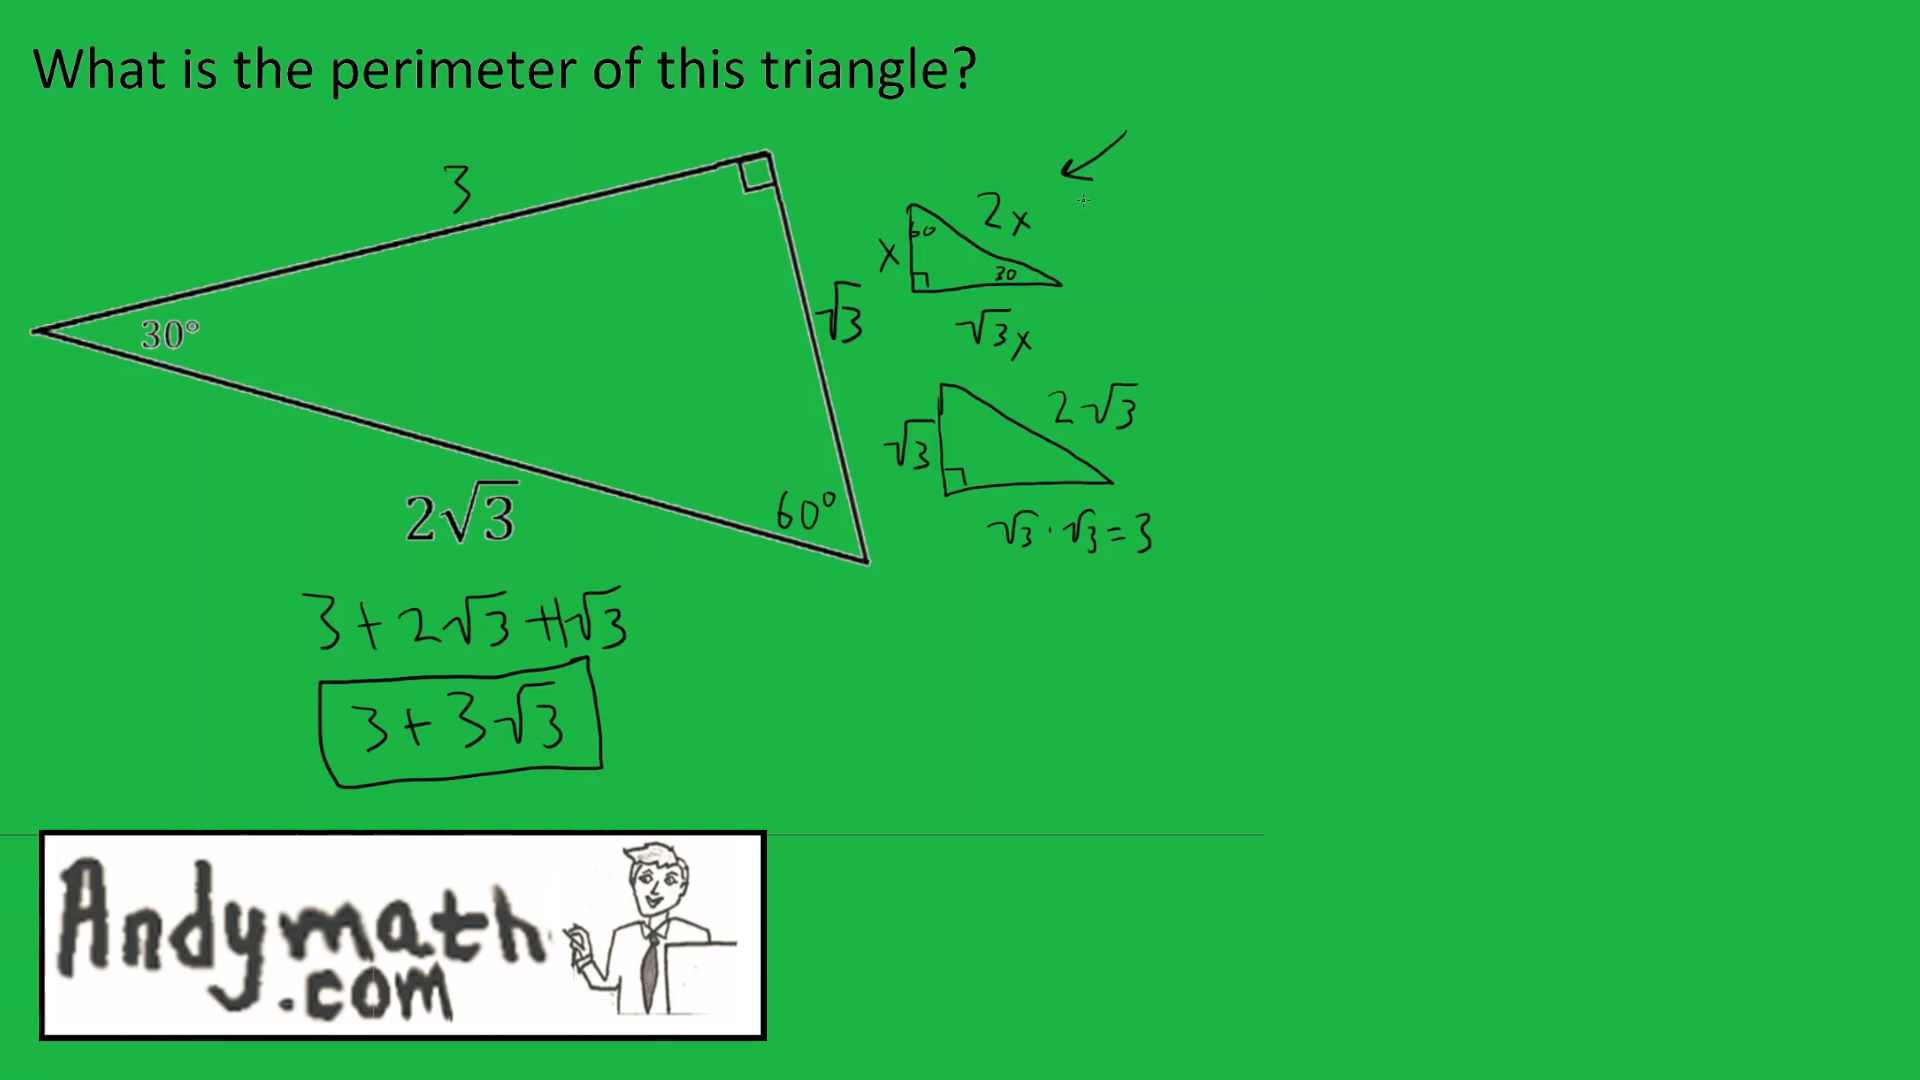 What is the perimeter of this triangle?
3
30°
√3
2√3
60°
60
2x
x
30
√3x
2√3
√3
√3 · √3 = 3
3 + 2√3 + 1√3
3 + 3√3
Andymath
.com